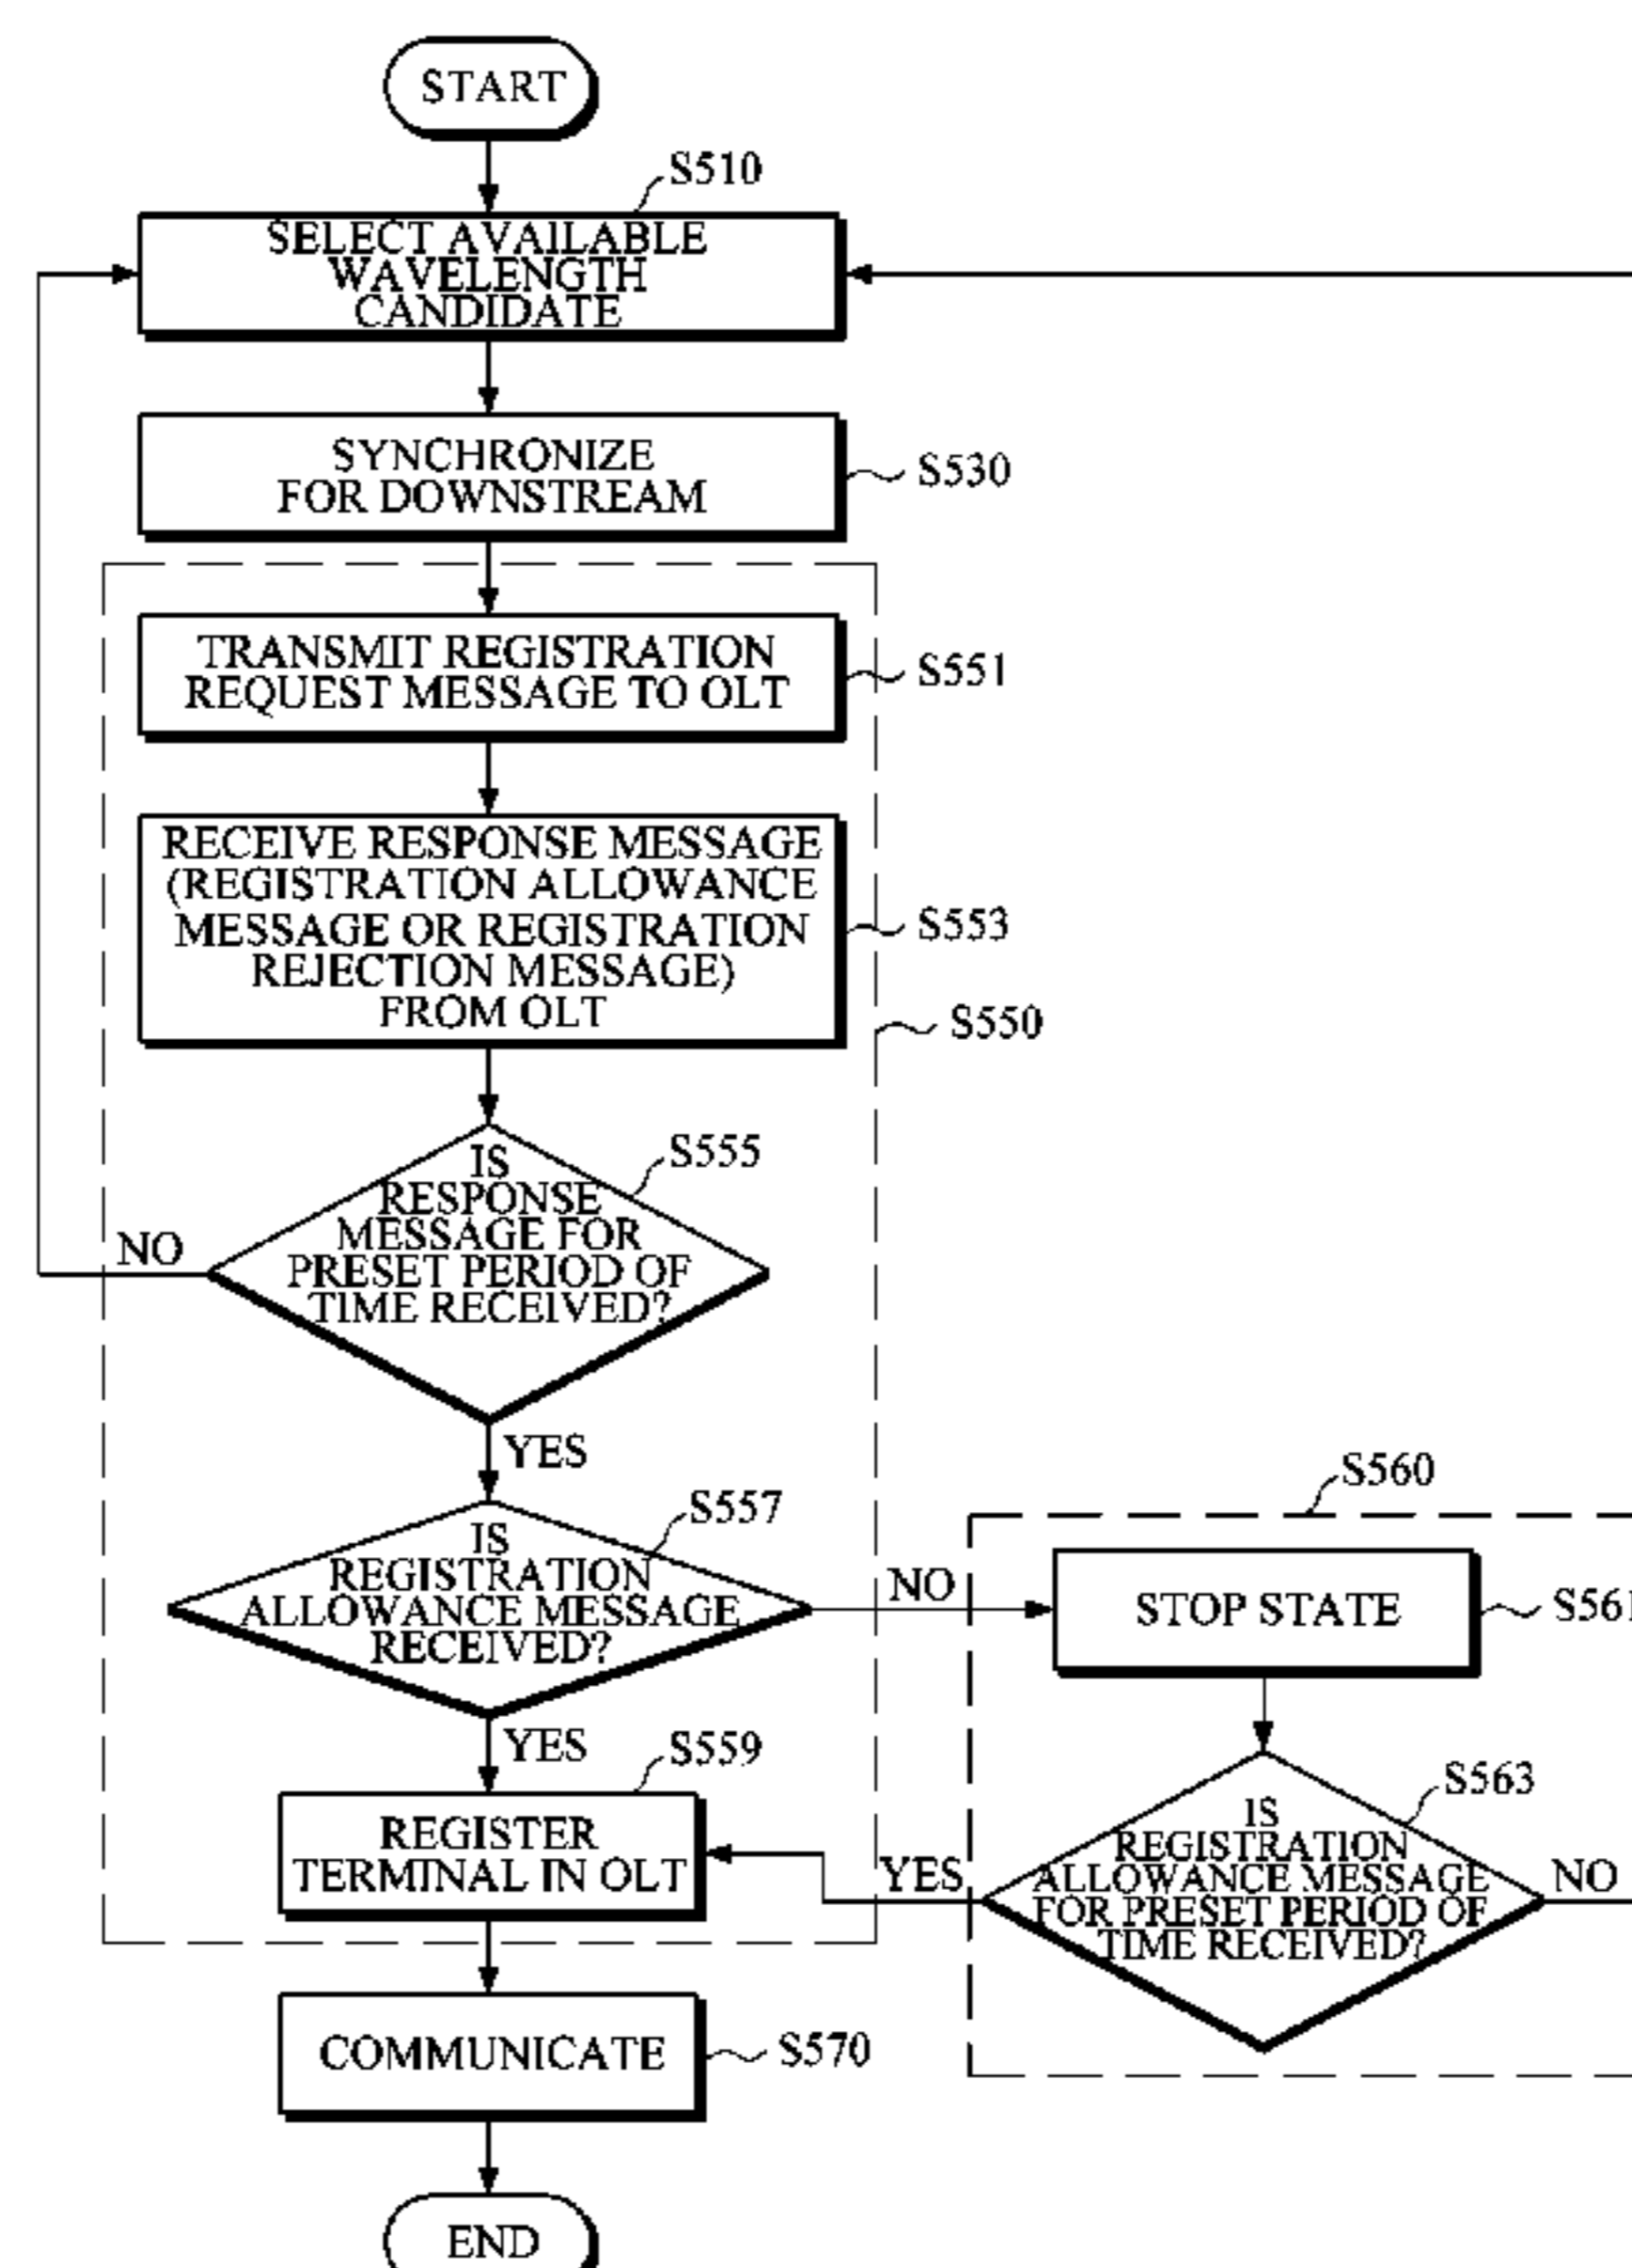 START
S510
SELECT AVAILABLE
WAVELENGTH
CANDIDATE
SYNCHRONIZE
FOR DOWNSTREAM
S530
TRANSMIT REGISTRATION
REQUEST MESSAGE TO OLT
S551
RECEIVE RESPONSE MESSAGE
(REGISTRATION ALLOWANCE
MESSAGE OR REGISTRATION
REJECTION MESSAGE)
FROM OLT
S553
S550
S555
IS
RESPONSE
MESSAGE FOR
PRESET PERIOD OF
TIME RECEIVED?
NO
YES
S557
IS
REGISTRATION
ALLOWANCE MESSAGE
RECEIVED?
NO
S560
STOP STATE
S561
YES
S559
REGISTER
TERMINAL IN OLT
S563
IS
REGISTRATION
ALLOWANCE MESSAGE
FOR PRESET PERIOD OF
TIME RECEIVED?
YES
NO
COMMUNICATE
S570
END